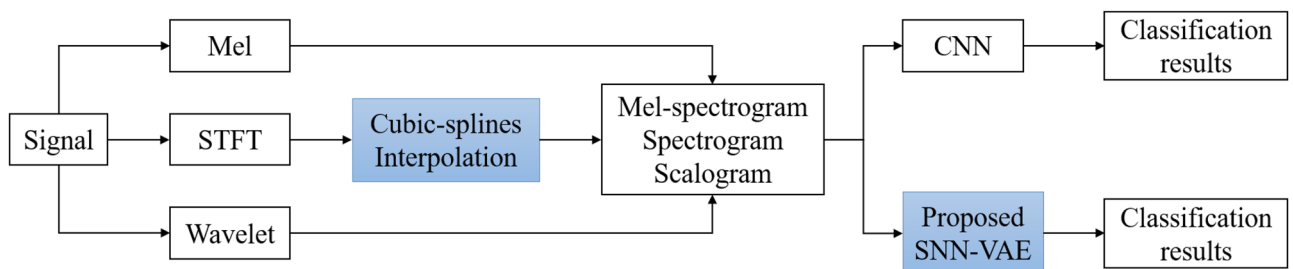 Signal
Mel
STFT
Wavelet
Cubic-splines
Interpolation
Mel-spectrogram
Spectrogram
Scalogram
CNN
Classification
results
Proposed
SNN-VAE
Classification
results